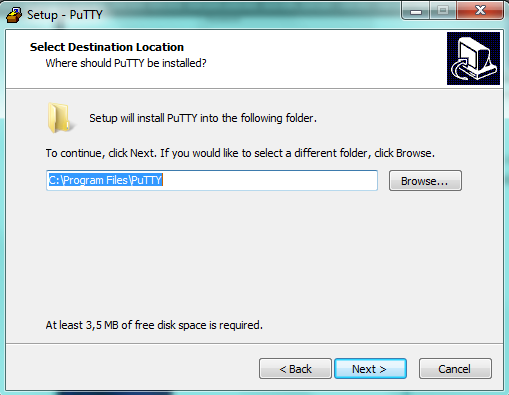 Setup - PuTTY
Select Destination Location
Where should PuTTY be installed?
Setup will install PuTTY into the following folder.
To continue, click Next. If you would like to select a different folder, click Browse.
C:\Program Files\PuTTY
Browse...
At least 3,5 MB of free disk space is required.
< Back
Next >
Cancel